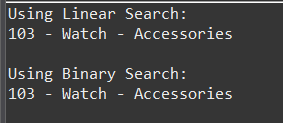 Using Linear Search:
103 - Watch - Accessories

Using Binary Search:
103 - Watch - Accessories